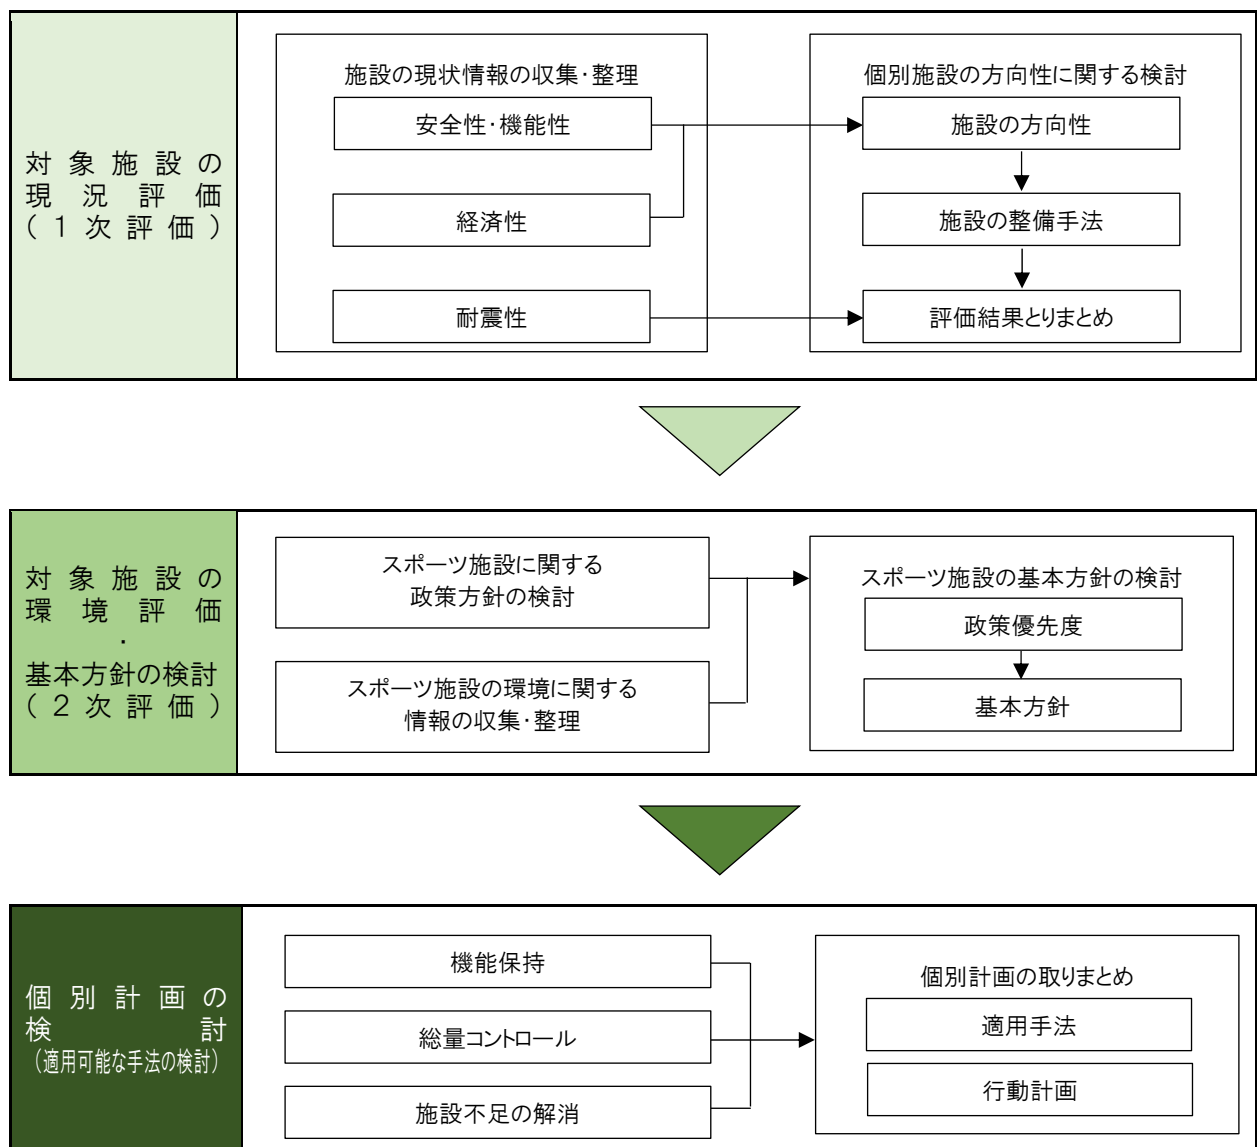 対象施設の
現況評価
(1次評価)
施設の現状情報の収集・整理
安全性・機能性
経済性
耐震性
個別施設の方向性に関する検討
施設の方向性
施設の整備手法
評価結果とりまとめ
対象施設の
環境評価
・
基本方針の検討
(2次評価)
スポーツ施設に関する
政策方針の検討
スポーツ施設の環境に関する
情報の収集・整理
スポーツ施設の基本方針の検討
政策優先度
基本方針
個別計画の
検討
(適用可能な手法の検討)
機能保持
総量コントロール
施設不足の解消
個別計画の取りまとめ
適用手法
行動計画